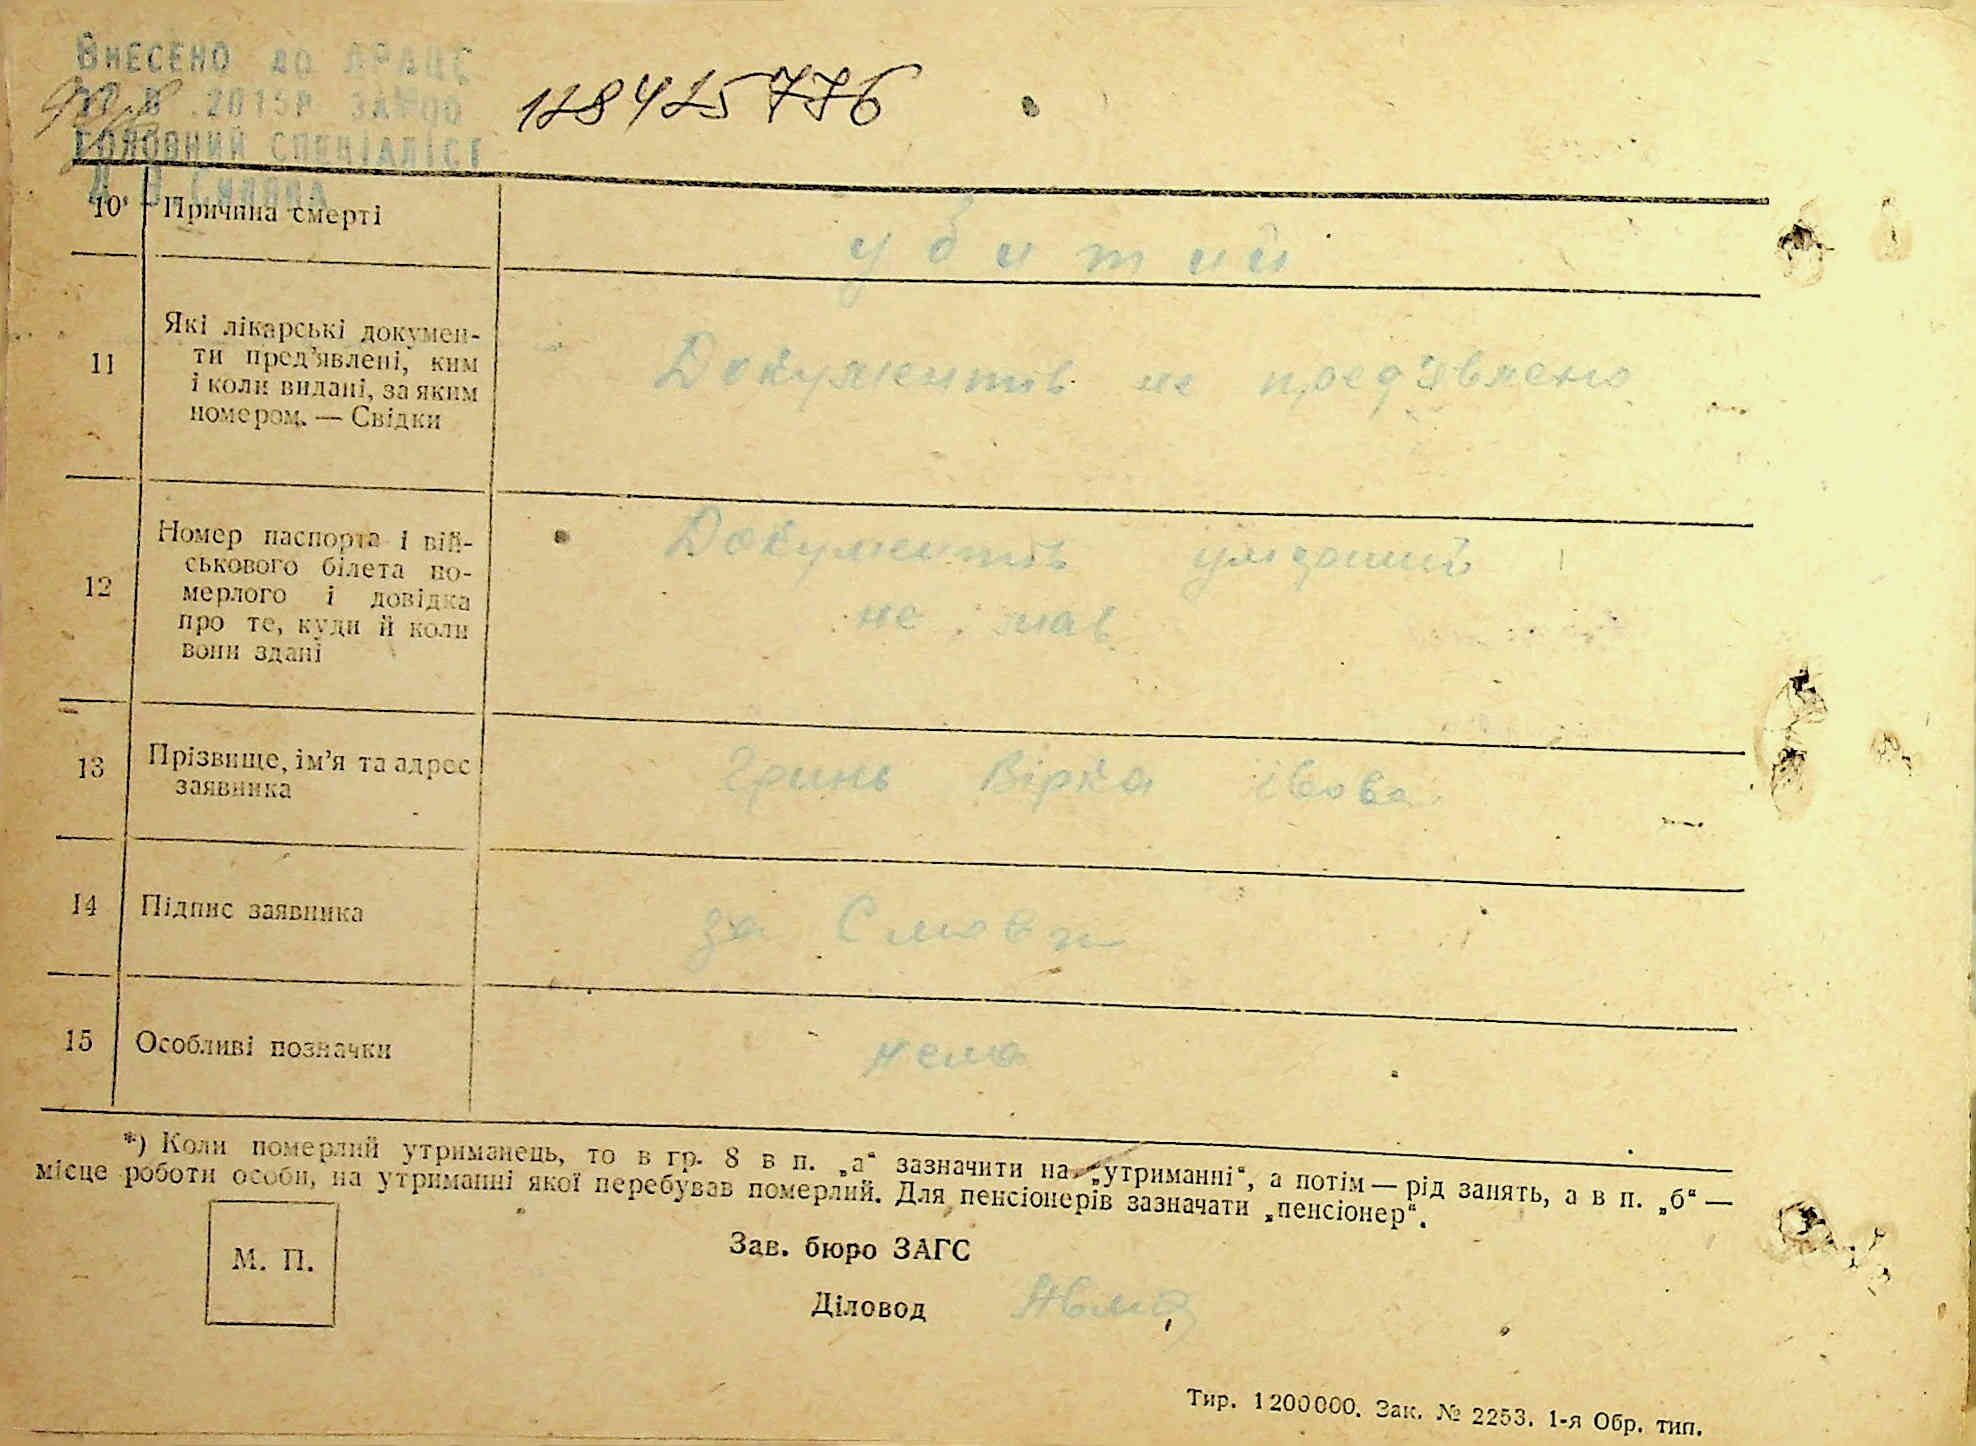 ВНЕСЕНО до ДРАЦС
.2015р ЗА №00
ГОЛОВНИЙ СПЕЦІАЛІСТ
128425776
10 Причина смерті
убитий
11 Які лікарські докумен-
ти пред’явлені, ким
і коли видані, за яким
номером. — Свідки
Документів не пред'явлено
12 Номер паспорта і вій-
ськового білета по-
мерлого і довідка
про те, куди й коли
вони здані
Документів умерший
не мав
13 Прізвище, ім’я та адрес
заявника
Гринь Вірка
14 Підпис заявника
за
15 Особливі позначки
нема
*) Коли померлий утриманець, то в гр. 8 в п. „а“ зазначити на „утриманні“, а потім — рід занять, а в п. „б“ —
місце роботи особи, на утриманні якої перебував померлий. Для пенсіонерів зазначати „пенсіонер“.
М. П.
Зав. бюро ЗАГС
Діловод
Тир. 1200000. Зак. № 2253. 1-я Обр. тип.